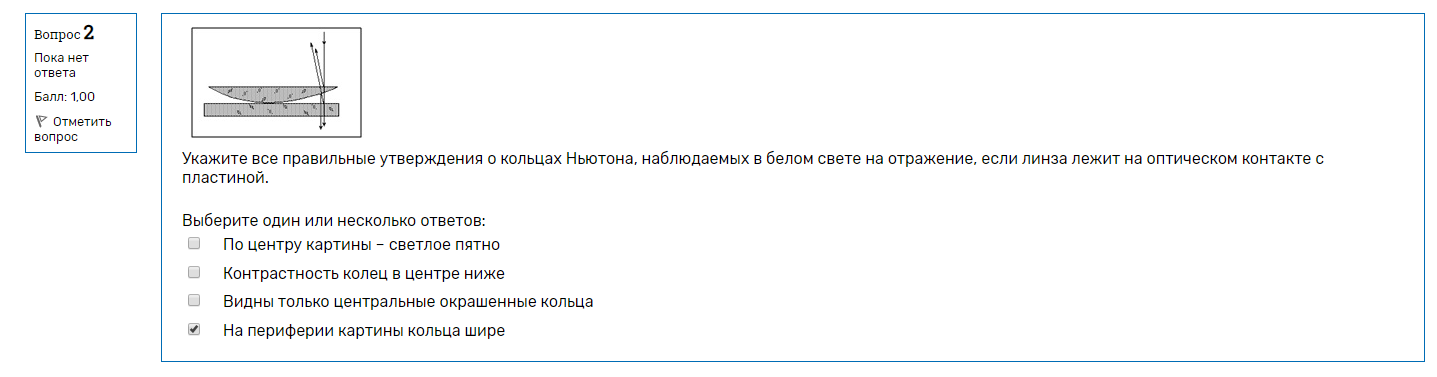 Вопрос 2
Пока нет
ответа
Балл: 1,00
Отметить
вопрос
Укажите все правильные утверждения о кольцах Ньютона, наблюдаемых в белом свете на отражение, если линза лежит на оптическом контакте с
пластиной.
Выберите один или несколько ответов:
По центру картины – светлое пятно
Контрастность колец в центре ниже
Видны только центральные окрашенные кольца
На периферии картины кольца шире